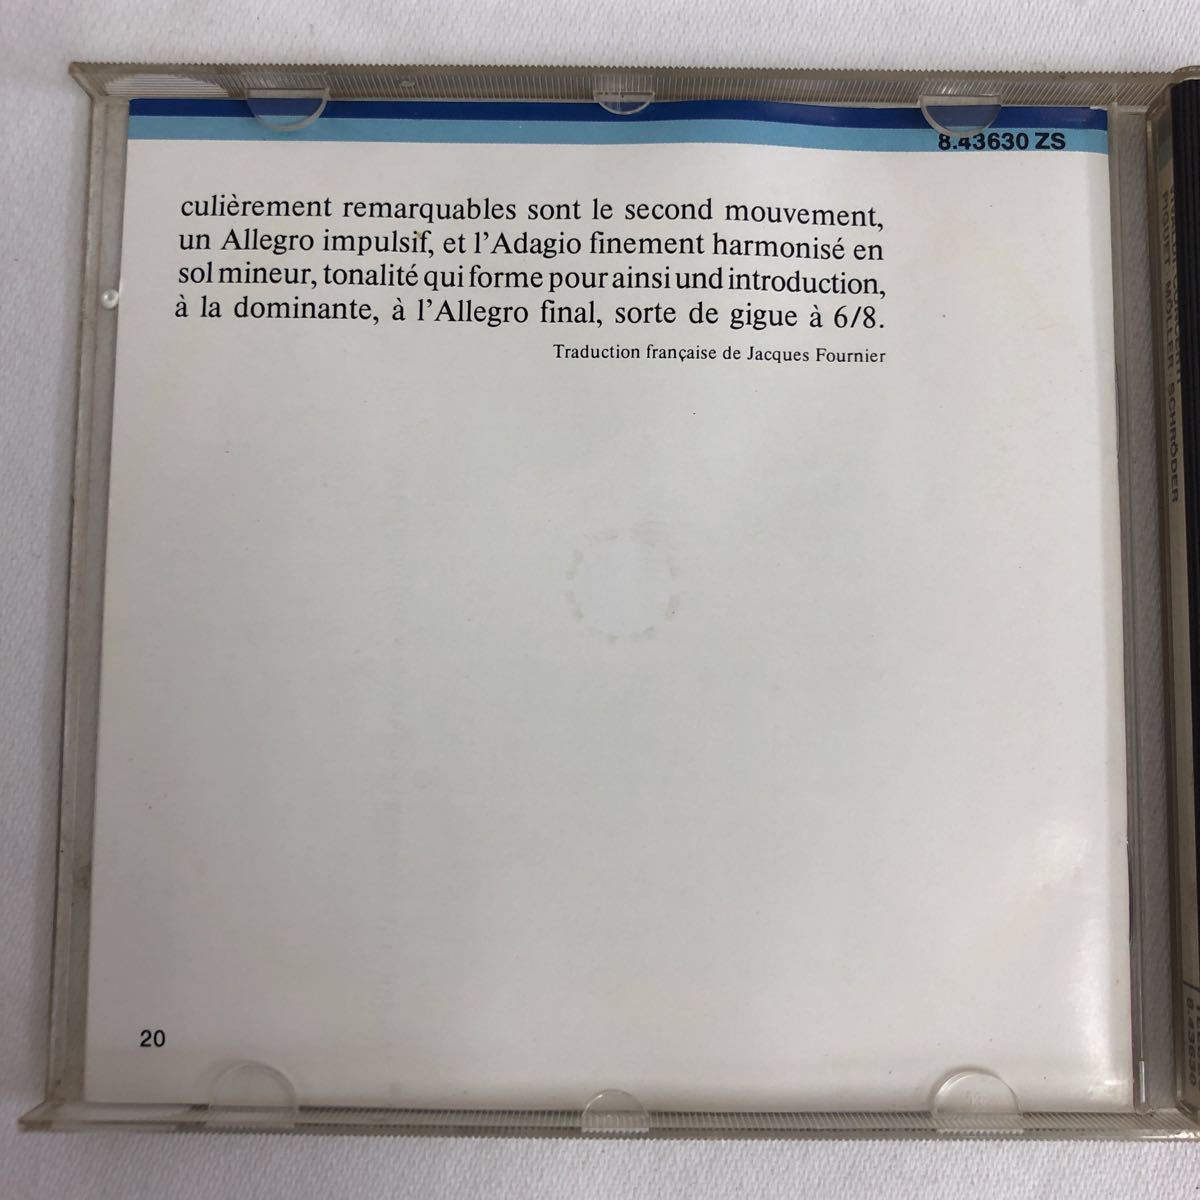 8.43630 ZS
culièrement remarquables sont le second mouvement,
un Allegro impulsif, et l'Adagio finement harmonisé en
sol mineur, tonalité qui forme pour ainsi und introduction,
à la dominante, à l'Allegro final, sorte de gigue à 6/8.
Traduction française de Jacques Fournier
20
MÖLLER / SCHRÖDER